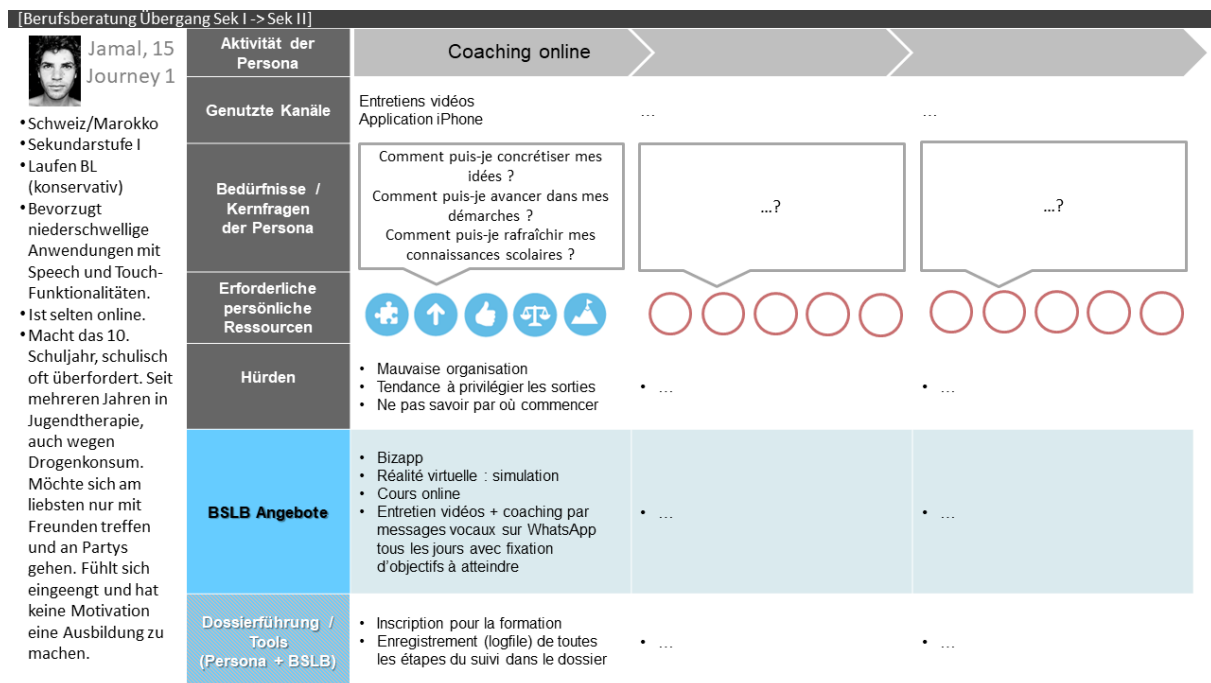 [Berufsberatung Übergang Sek I -> Sek II]
Jamal, 15
Journey 1
•Schweiz/Marokko
•Sekundarstufe I
•Laufen BL
(konservativ)
•Bevorzugt
niederschwellige
Anwendungen mit
Speech und Touch-
Funktionalitäten.
•Ist selten online.
•Macht das 10.
Schuljahr, schulisch
oft überfordert. Seit
mehreren Jahren in
Jugendtherapie,
auch wegen
Drogenkonsum.
Möchte sich am
liebsten nur mit
Freunden treffen
und an Partys
gehen. Fühlt sich
eingeengt und hat
keine Motivation
eine Ausbildung zu
machen.
Aktivität der
Persona
Coaching online
Genutzte Kanäle
Entretiens vidéos
Application iPhone
...
...
Bedürfnisse /
Kernfragen
der Persona
Comment puis-je concrétiser mes
idées ?
Comment puis-je avancer dans mes
démarches ?
Comment puis-je rafraîchir mes
connaissances scolaires ?
...?
...?
Erforderliche
persönliche
Ressourcen
Hürden
• Mauvaise organisation
• Tendance à privilégier les sorties
• Ne pas savoir par où commencer
• ...
• ...
BSLB Angebote
• Bizapp
• Réalité virtuelle : simulation
• Cours online
• Entretien vidéos + coaching par
messages vocaux sur WhatsApp
tous les jours avec fixation
d'objectifs à atteindre
• ...
• ...
Dossierführung /
Tools
(Persona + BSLB)
• Inscription pour la formation
• Enregistrement (logfile) de toutes
les étapes du suivi dans le dossier
• ...
• ...